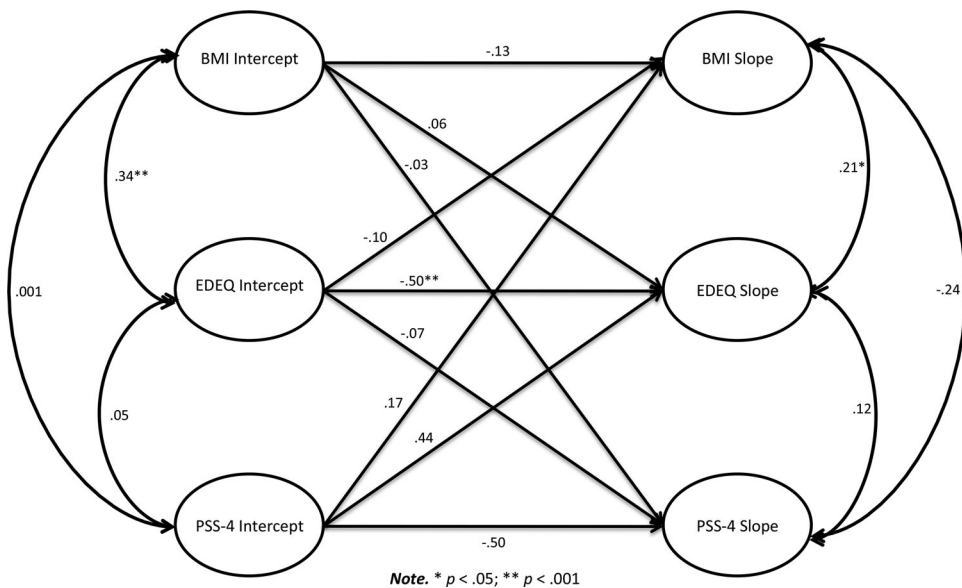 BMI Intercept
-.13
BMI Slope
.06
-.03
.34**
.21*
-.10
EDEQ Intercept
-.50**
EDEQ Slope
.001
-.24
-.07
.17
.05
.12
.44
PSS-4 Intercept
PSS-4 Slope
-.50
Note. * p < .05; ** p < .001